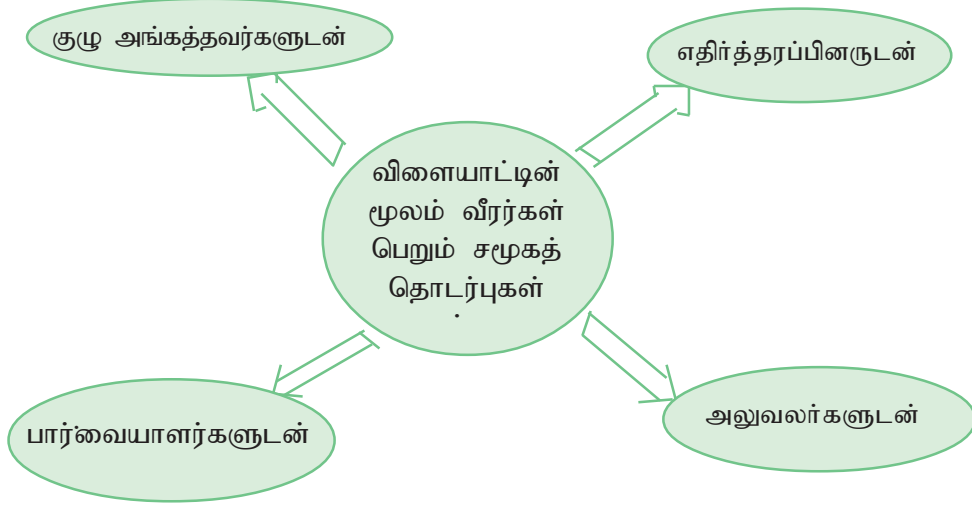 குழு அங்கத்தவர்களுடன்
எதிர்த்தரப்பினருடன்
விளையாட்டின்
மூலம் வீரர்கள்
பெறும் சமூகத்
தொடர்புகள்
பார்வையாளர்களுடன்
அலுவலர்களுடன்